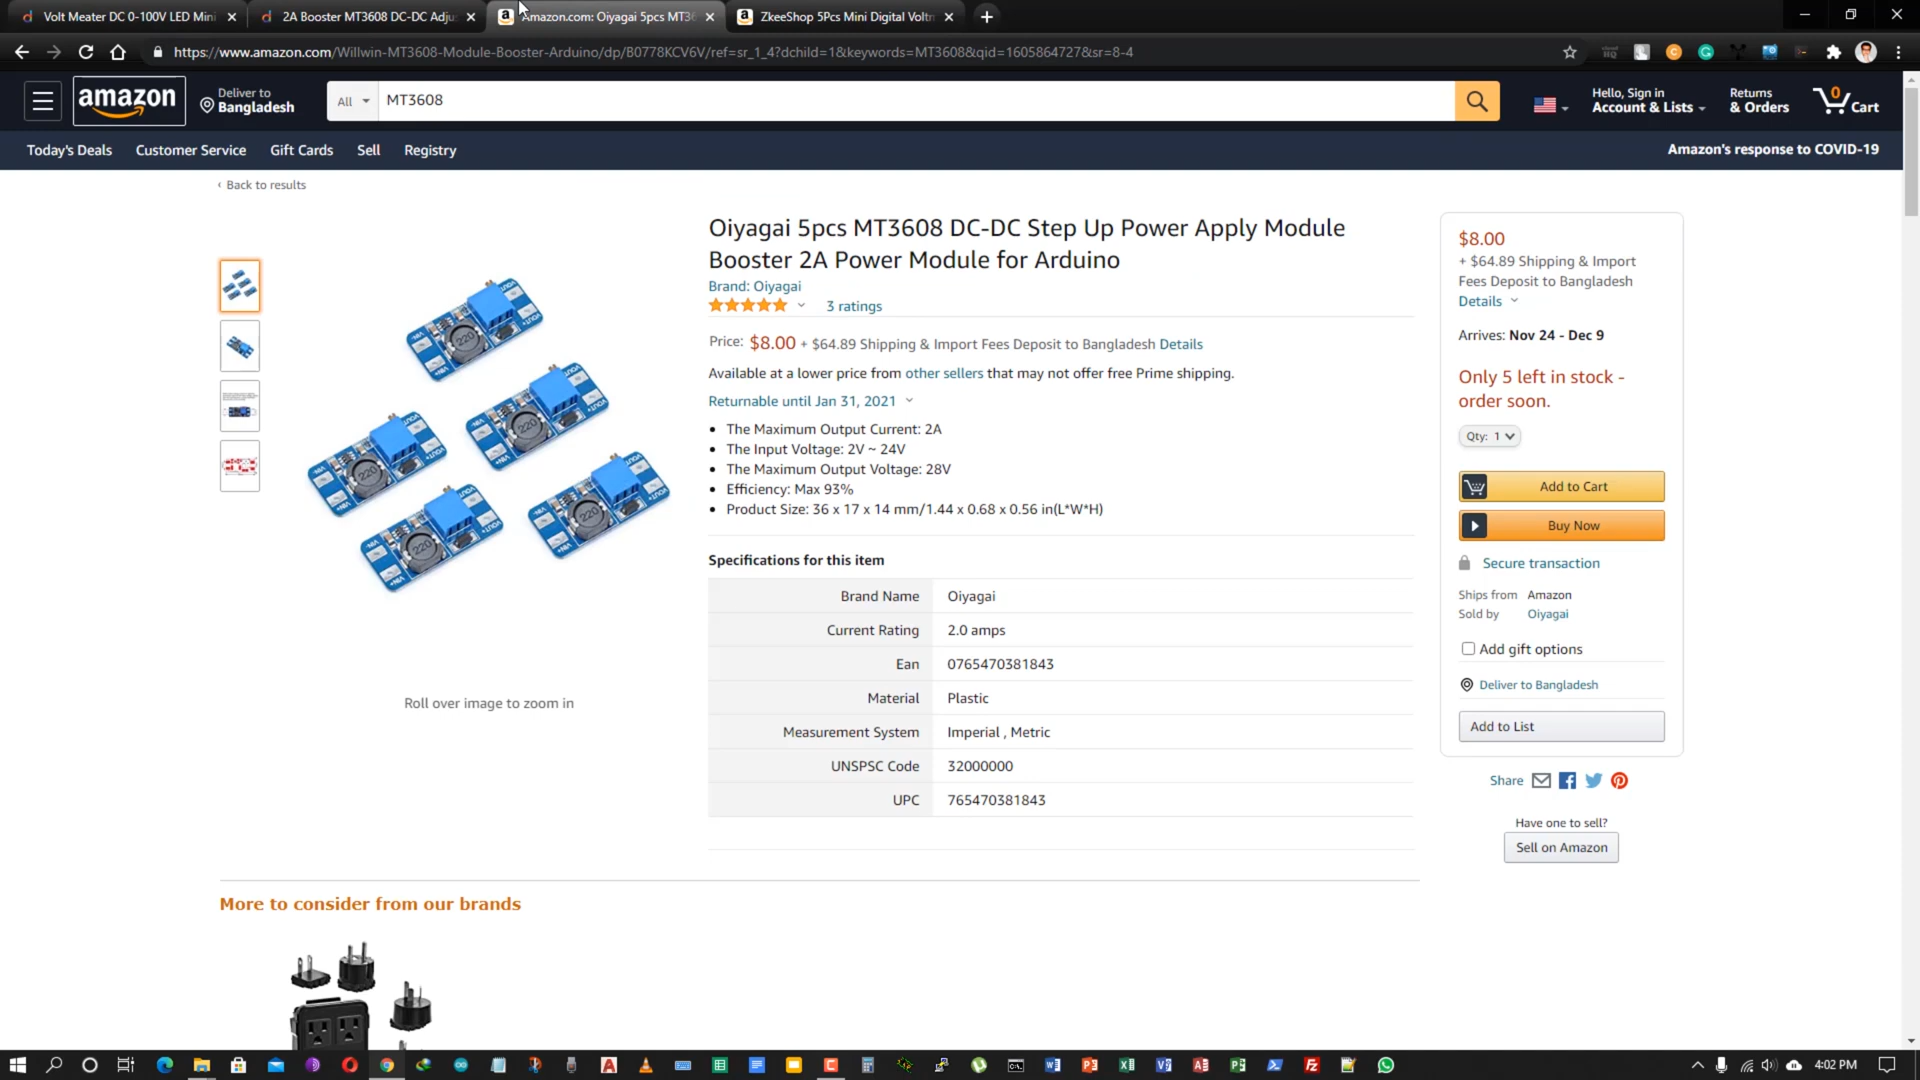 Volt Meater DC 0-100V LED Mini
2A Booster MT3608 DC-DC Adju
Amazon.com: Oiyagai 5pcs MT36
ZkeeShop 5Pcs Mini Digital Voltm
https://www.amazon.com/Willwin-MT3608-Module-Booster-Arduino/dp/B0778KCV6V/ref=sr_1_4?dchild=1&keywords=MT3608&qid=1605864727&sr=8-4
amazon
Deliver to
Bangladesh
All
MT3608
Hello, Sign in
Account & Lists
Returns
& Orders
0
Cart
Today's Deals
Customer Service
Gift Cards
Sell
Registry
Amazon's response to COVID-19
‹ Back to results
Oiyagai 5pcs MT3608 DC-DC Step Up Power Apply Module
Booster 2A Power Module for Arduino
Brand: Oiyagai
3 ratings
Price: $8.00 + $64.89 Shipping & Import Fees Deposit to Bangladesh Details
Available at a lower price from other sellers that may not offer free Prime shipping.
Returnable until Jan 31, 2021
• The Maximum Output Current: 2A
• The Input Voltage: 2V ~ 24V
• The Maximum Output Voltage: 28V
• Efficiency: Max 93%
• Product Size: 36 x 17 x 14 mm/1.44 x 0.68 x 0.56 in(L*W*H)
Specifications for this item
Brand Name Oiyagai
Current Rating 2.0 amps
Ean 0765470381843
Material Plastic
Measurement System Imperial , Metric
UNSPSC Code 32000000
UPC 765470381843
220
220
220
220
220
Roll over image to zoom in
$8.00
+ $64.89 Shipping & Import
Fees Deposit to Bangladesh
Details
Arrives: Nov 24 - Dec 9
Only 5 left in stock -
order soon.
Qty: 1
Add to Cart
Buy Now
Secure transaction
Ships from Amazon
Sold by Oiyagai
Add gift options
Deliver to Bangladesh
Add to List
Share
Have one to sell?
Sell on Amazon
More to consider from our brands
4:02 PM